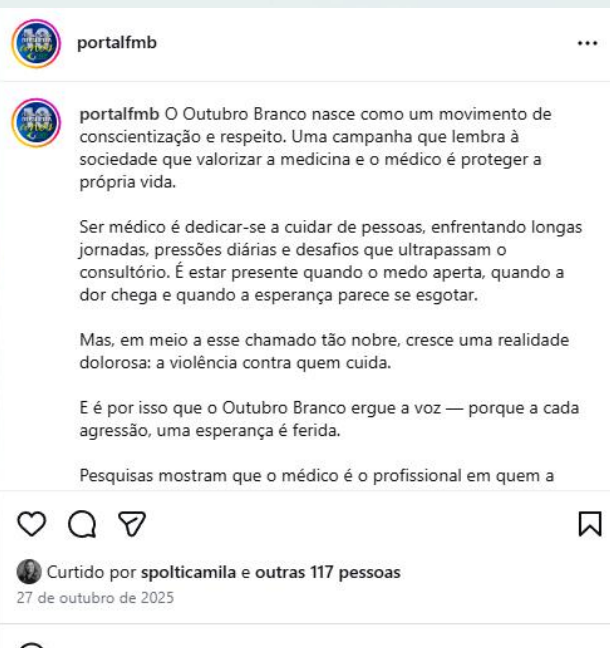 portalfmb
portalfmb O Outubro Branco nasce como um movimento de
conscientização e respeito. Uma campanha que lembra à
sociedade que valorizar a medicina e o médico é proteger a
própria vida.
Ser médico é dedicar-se a cuidar de pessoas, enfrentando longas
jornadas, pressões diárias e desafios que ultrapassam o
consultório. É estar presente quando o medo aperta, quando a
dor chega e quando a esperança parece se esgotar.
Mas, em meio a esse chamado tão nobre, cresce uma realidade
dolorosa: a violência contra quem cuida.
E é por isso que o Outubro Branco ergue a voz — porque a cada
agressão, uma esperança é ferida.
Pesquisas mostram que o médico é o profissional em quem a
Curtido por spolticamila e outras 117 pessoas
27 de outubro de 2025